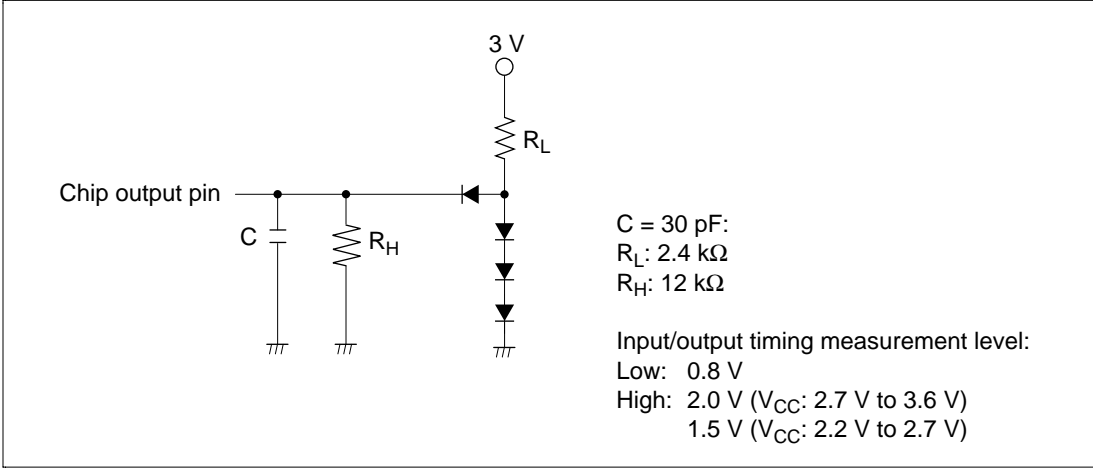 3 V
R_L
Chip output pin
C
R_H
C = 30 pF:
R_L: 2.4 kΩ
R_H: 12 kΩ
Input/output timing measurement level:
Low: 0.8 V
High: 2.0 V (V_CC: 2.7 V to 3.6 V)
1.5 V (V_CC: 2.2 V to 2.7 V)